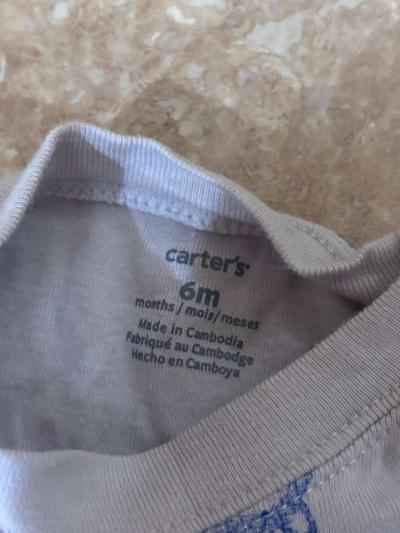 carter's
6m
months / mois / meses
Made in Cambodia
Fabriqué au Cambodge
Hecho en Camboya